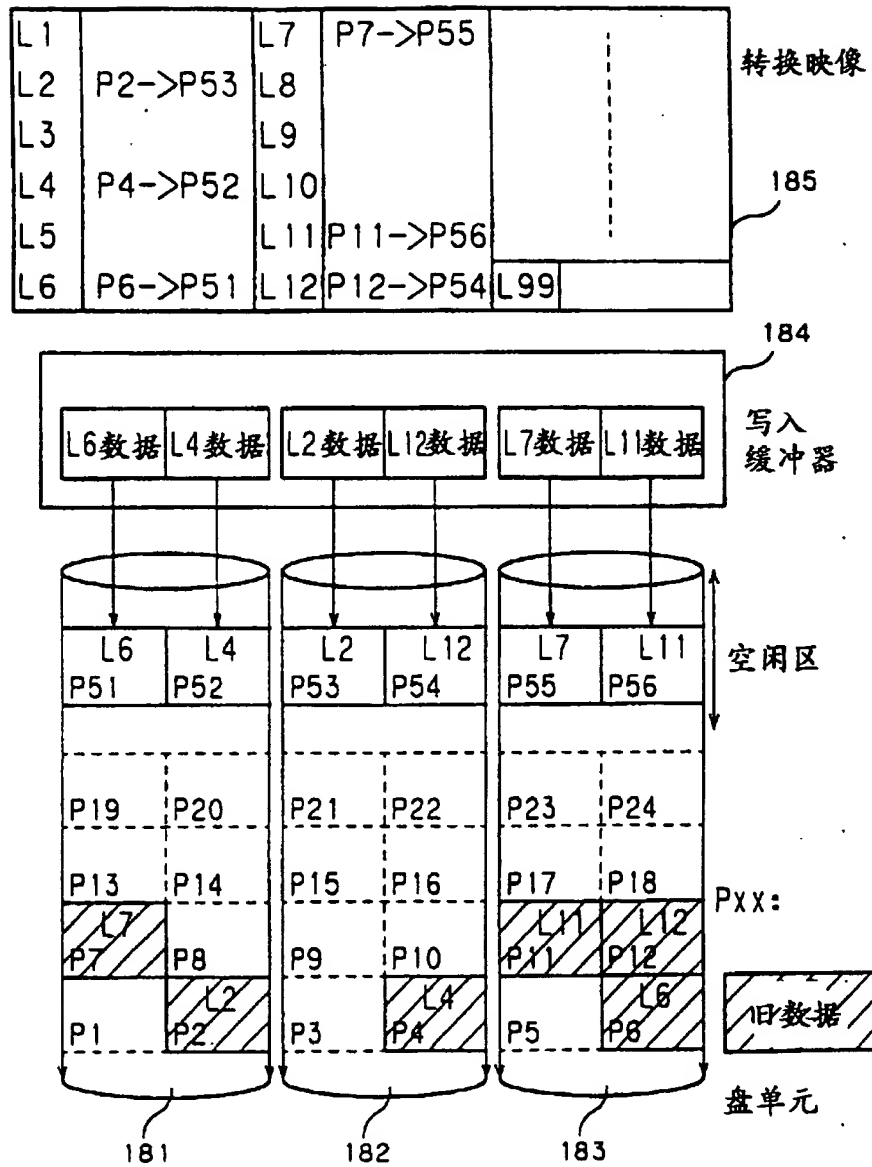 L1 L7 P7->P55
L2 P2->P53 L8
L3 L9
L4 P4->P52 L10
L5 L11 P11->P56
L6 P6->P51 L12 P12->P54 L99
转换映像
185
184
L6数据 L4数据 L2数据 L12数据 L7数据 L11数据
写入
缓冲器
L6 L4 L2 L12 L7 L11
P51 P52 P53 P54 P55 P56
空闲区
P19 P20 P21 P22 P23 P24
P13 P14 P15 P16 P17 P18
Pxx:
L7 L11 L12
P7 P8 P9 P10 P11 P12
L2 L4 L6
P1 P2 P3 P4 P5 P6
旧数据
盘单元
181 182 183